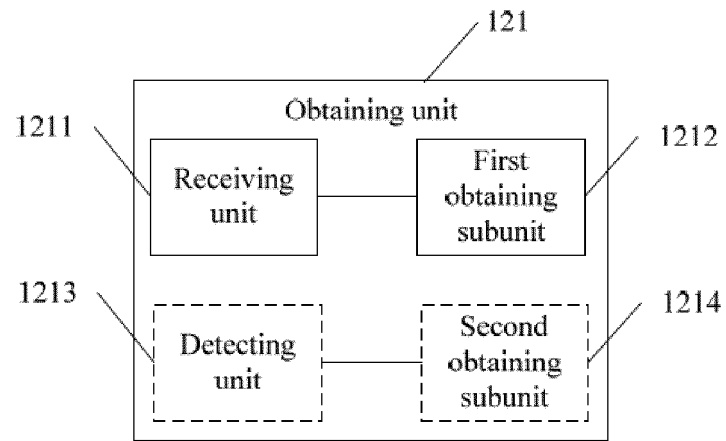 121
Obtaining unit
1211
Receiving
unit
First
obtaining
subunit
1212
1213
Detecting
unit
Second
obtaining
subunit
1214